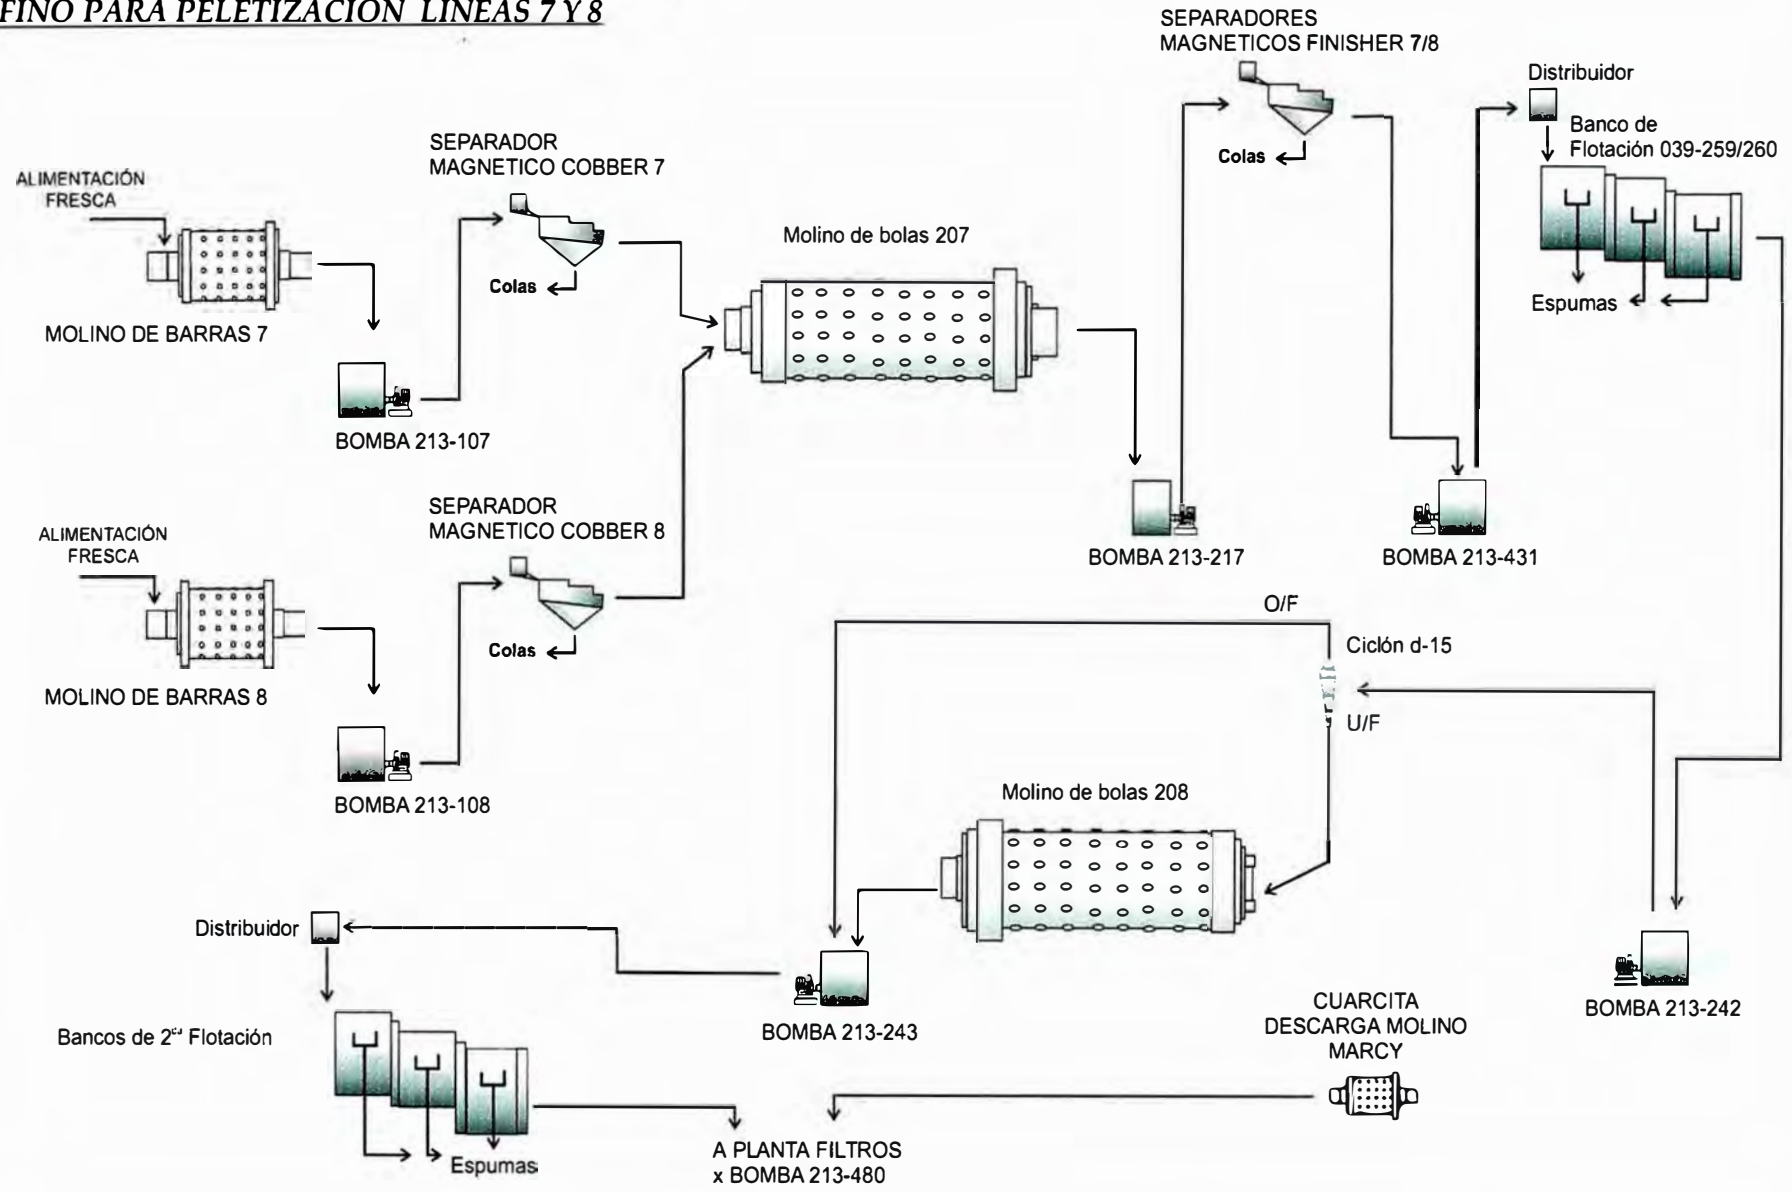 FINO PARA PELETIZACION LINEAS 7 Y 8
SEPARADORES
MAGNETICOS FINISHER 7/8
Distribuidor
Banco de
Flotación 039-259/260
Colas
Espumas
SEPARADOR
MAGNETICO COBBER 7
ALIMENTACIÓN
FRESCA
Colas
MOLINO DE BARRAS 7
BOMBA 213-107
Molino de bolas 207
SEPARADOR
MAGNETICO COBBER 8
ALIMENTACIÓN
FRESCA
Colas
MOLINO DE BARRAS 8
BOMBA 213-108
BOMBA 213-217
BOMBA 213-431
O/F
Ciclón d-15
U/F
Molino de bolas 208
Distribuidor
Bancos de Flotación
BOMBA 213-243
BOMBA 213-242
CUARCITA
DESCARGA MOLINO
MARCY
Espumas
A PLANTA FILTROS
x BOMBA 213-480